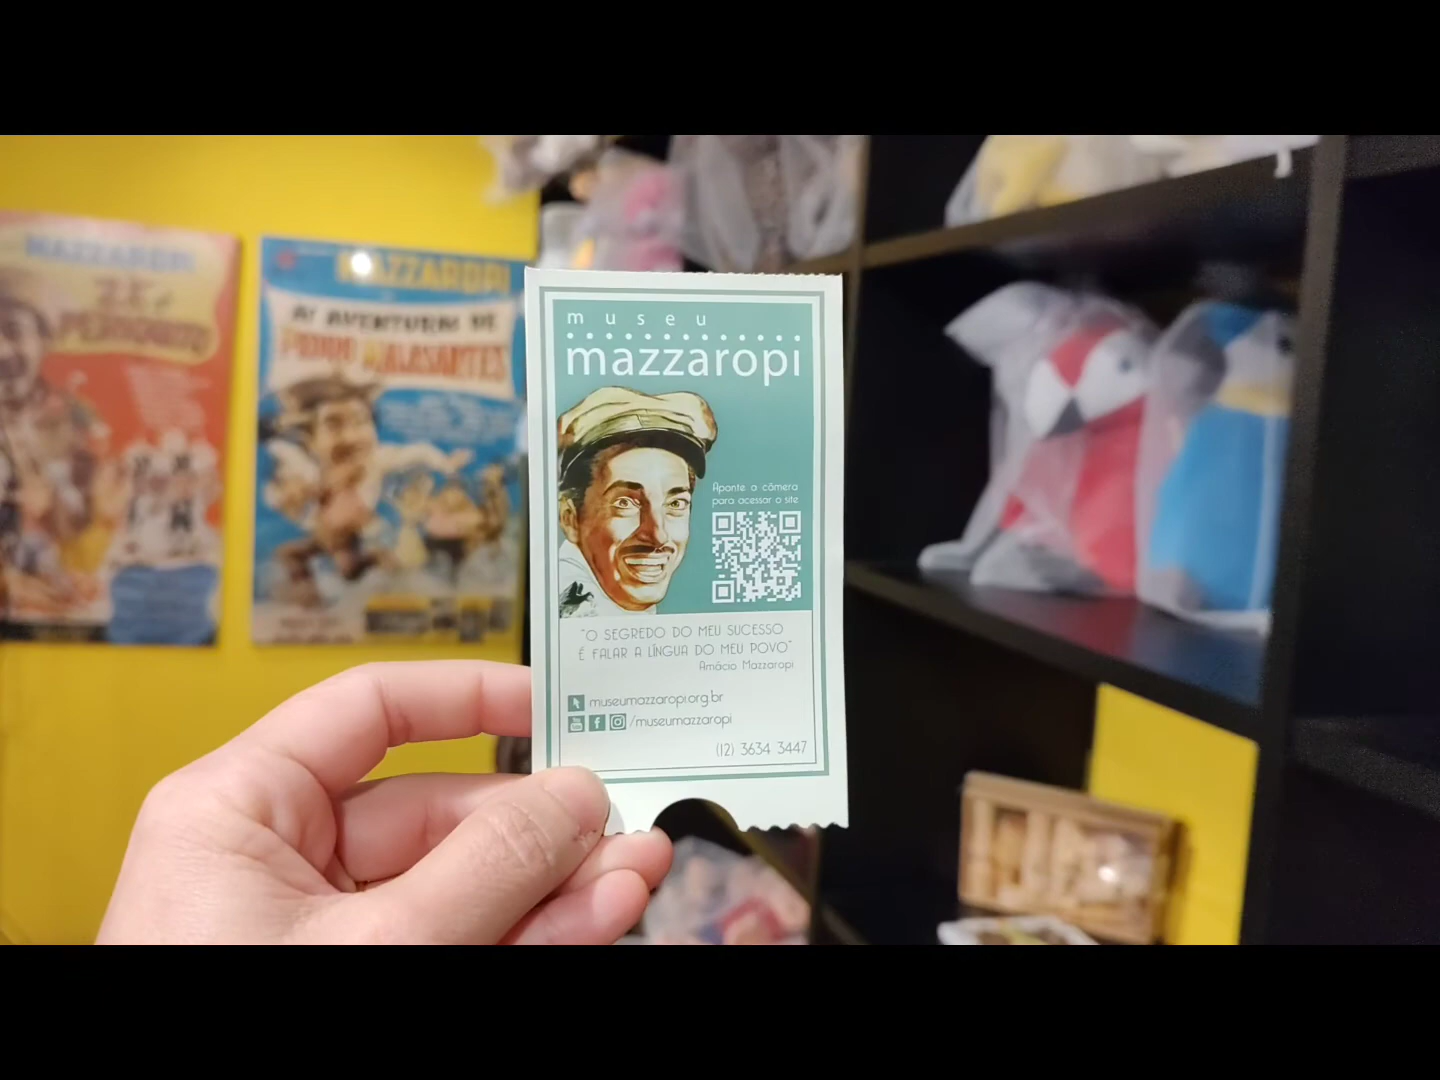 MAZZAROPI
MAZZAROPI
AS AVENTURAS DE
PEDRO MALASARTES
museu
mazzaropi
Aponte a câmera
para acessar o site
"O SEGREDO DO MEU SUCESSO
É FALAR A LÍNGUA DO MEU POVO"
Amácio Mazzaropi
museumazzaropi.org.br
/museumazzaropi
(12) 3634 3447